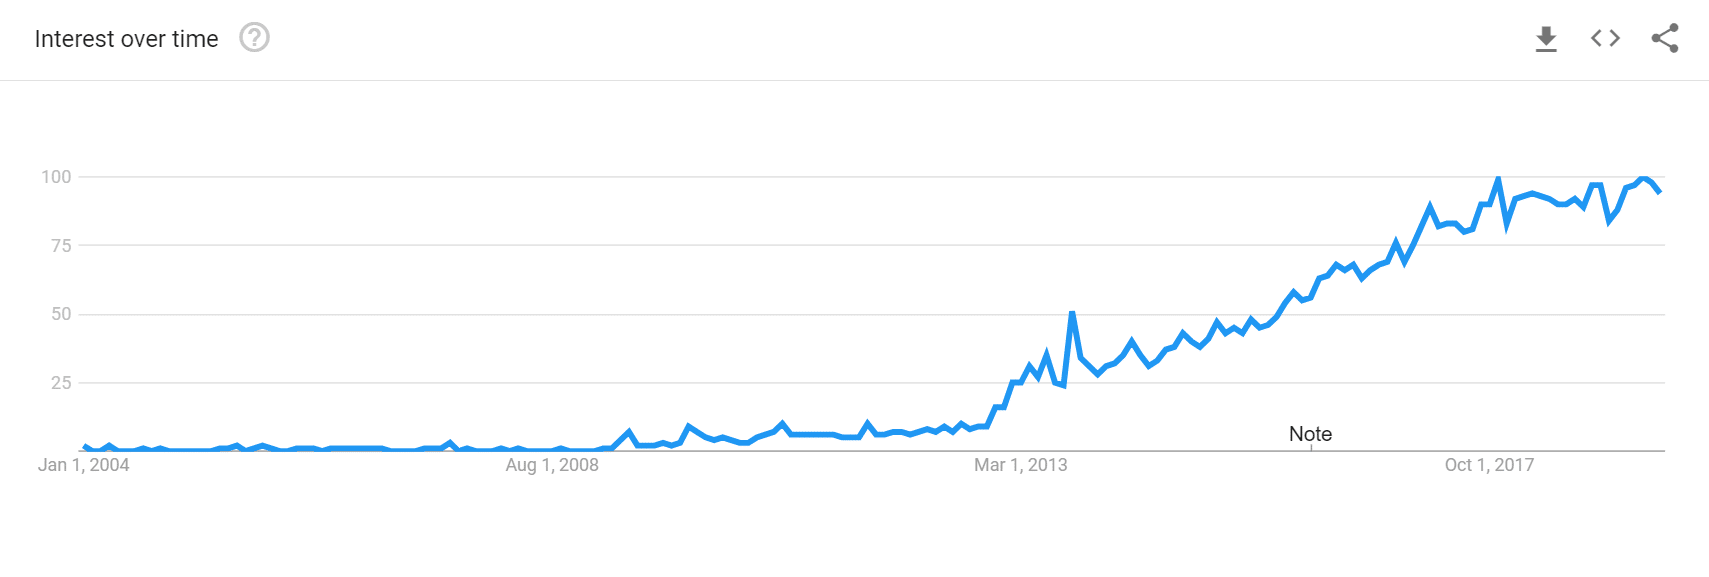 Interest over time
100
75
50
25
Note
Jan 1, 2004 Aug 1, 2008 Mar 1, 2013 Oct 1, 2017